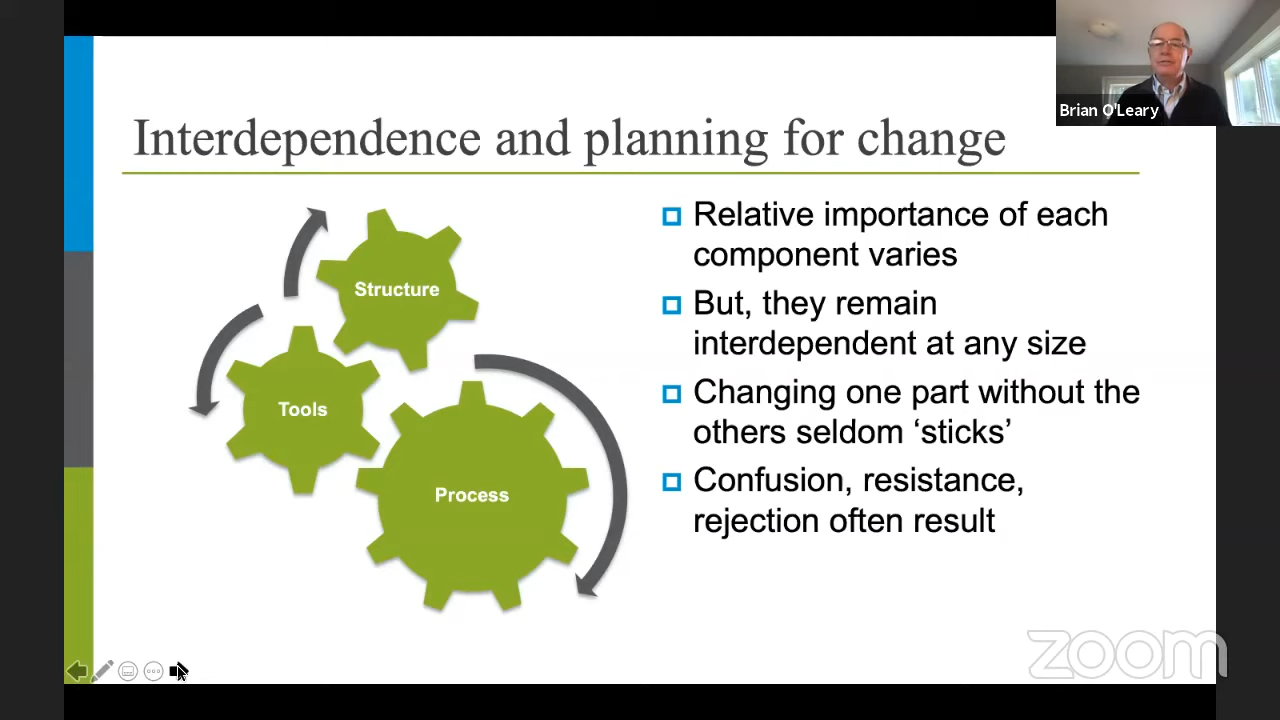 Brian O'Leary
Interdependence and planning for change
Structure
Tools
Process
Relative importance of each
component varies
But, they remain
interdependent at any size
Changing one part without the
others seldom ‘sticks’
Confusion, resistance,
rejection often result
zoom